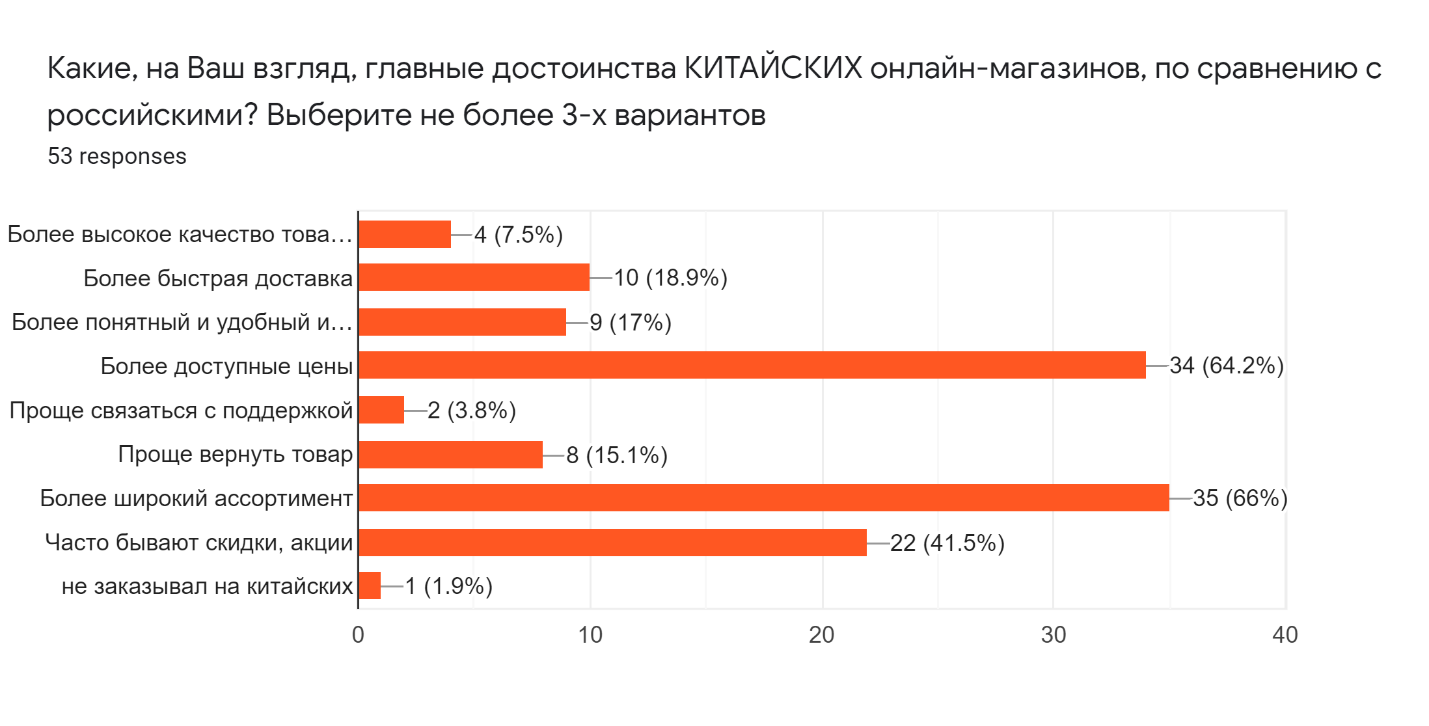 Какие, на Ваш взгляд, главные достоинства КИТАЙСКИХ онлайн-магазинов, по сравнению с
российскими? Выберите не более 3-х вариантов
53 responses
Более высокое качество това… 4 (7.5%)
Более быстрая доставка 10 (18.9%)
Более понятный и удобный и… 9 (17%)
Более доступные цены 34 (64.2%)
Проще связаться с поддержкой 2 (3.8%)
Проще вернуть товар 8 (15.1%)
Более широкий ассортимент 35 (66%)
Часто бывают скидки, акции 22 (41.5%)
не заказывал на китайских 1 (1.9%)
0 10 20 30 40